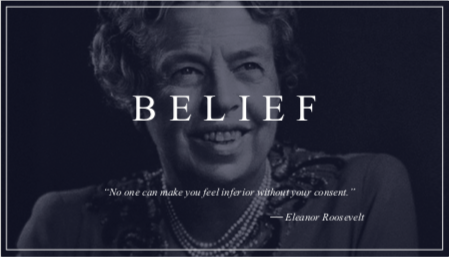 BELIEF
“No one can make you feel inferior without your consent.”
— Eleanor Roosevelt